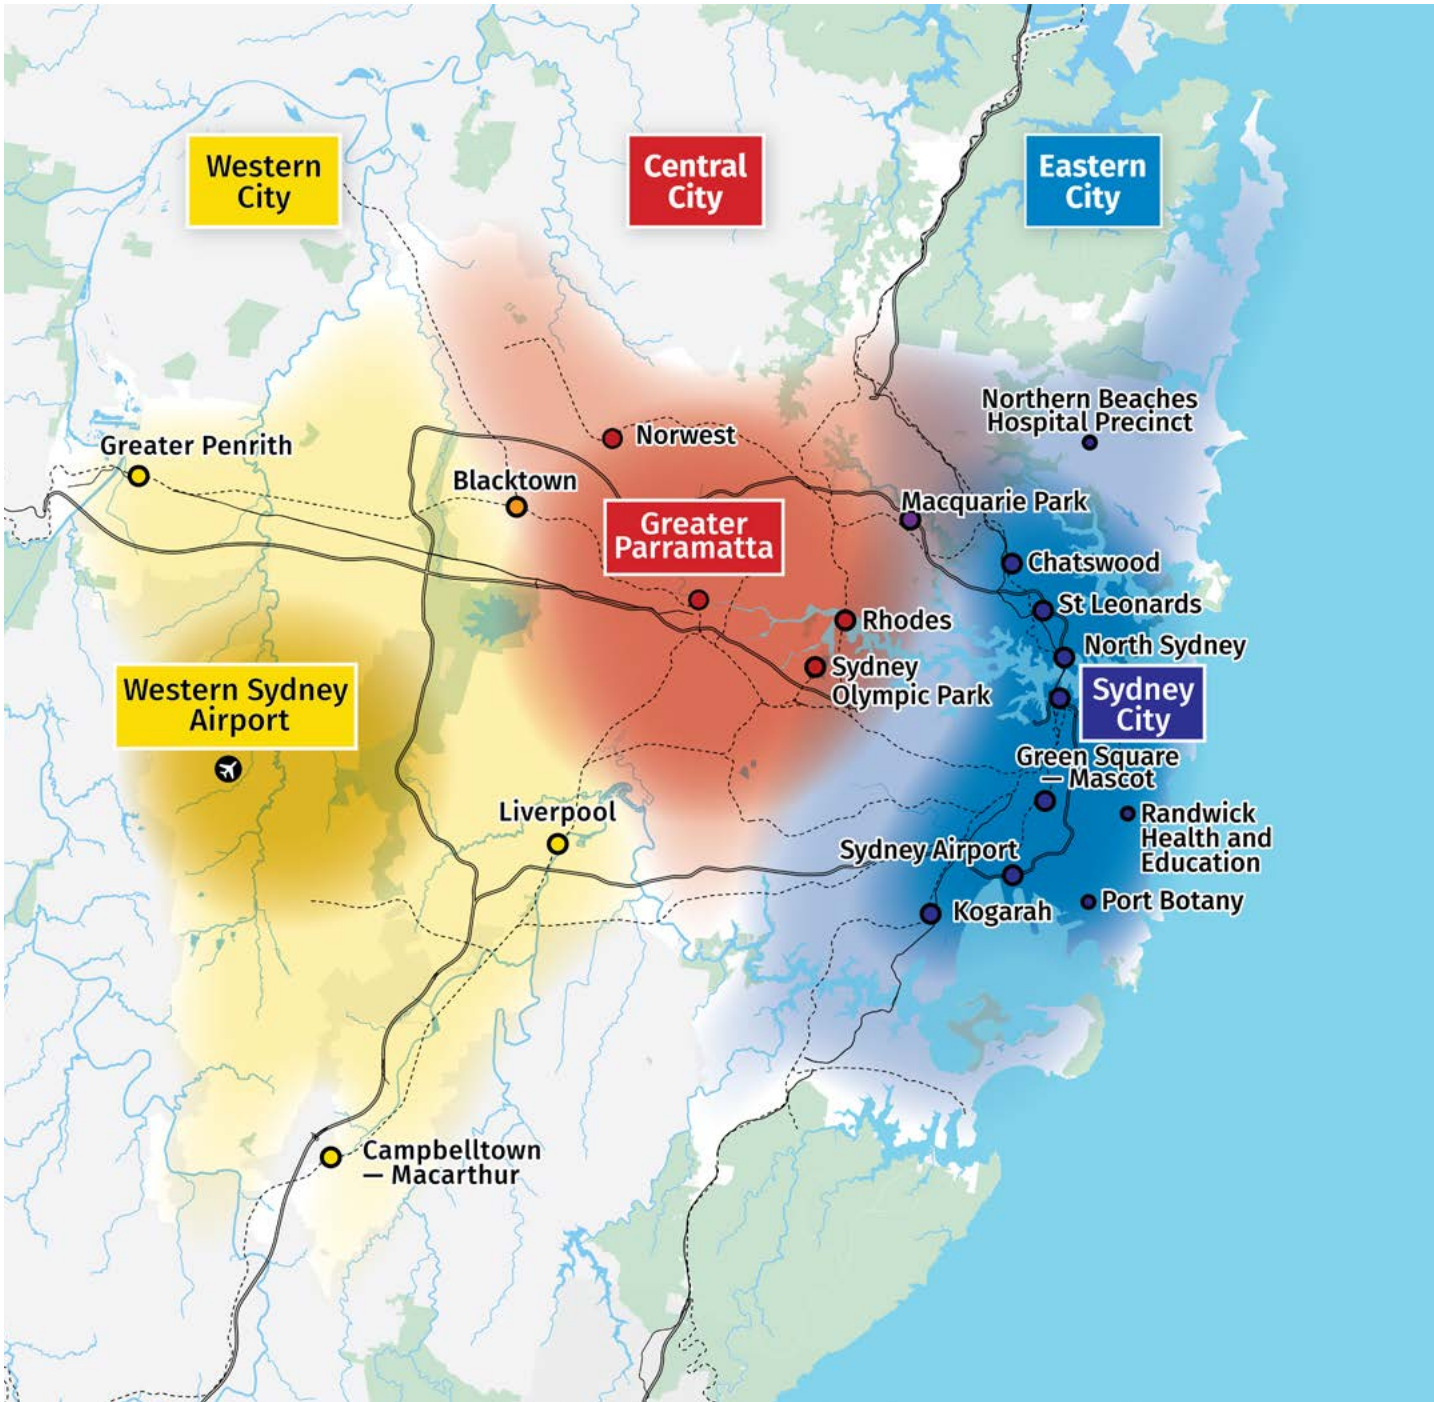 Western
City
Central
City
Eastern
City
Northern Beaches
Hospital Precinct
Greater Penrith
Norwest
Blacktown
Macquarie Park
Greater
Parramatta
Chatswood
St Leonards
Rhodes
North Sydney
Sydney
Olympic Park
Western Sydney
Airport
Sydney
City
Green Square
— Mascot
Liverpool
Randwick
Health and
Education
Sydney Airport
Port Botany
Kogarah
Campbelltown
— Macarthur